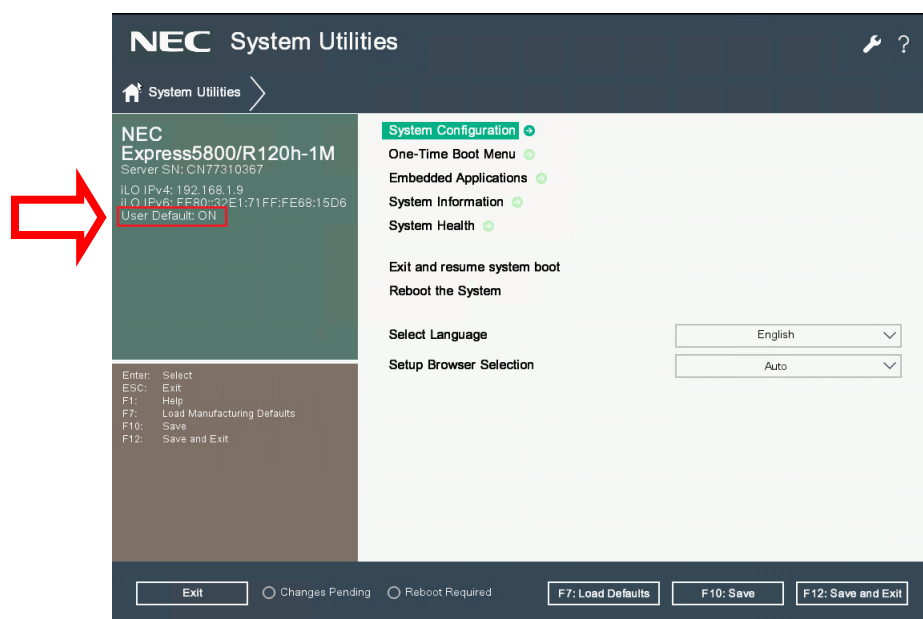 NEC System Utilities
?
System Utilities
NEC
Express5800/R120h-1M
Server SN: CN77310367
iLO IPv4: 192.168.1.9
iLO IPv6: FE80::32E1:71FF:FE68:15D6
User Default: ON
System Configuration
One-Time Boot Menu
Embedded Applications
System Information
System Health
Exit and resume system boot
Reboot the System
Select Language English
Setup Browser Selection Auto
Enter: Select
ESC: Exit
F1: Help
F7: Load Manufacturing Defaults
F10: Save
F12: Save and Exit
Exit Changes Pending Reboot Required F7: Load Defaults F10: Save F12: Save and Exit